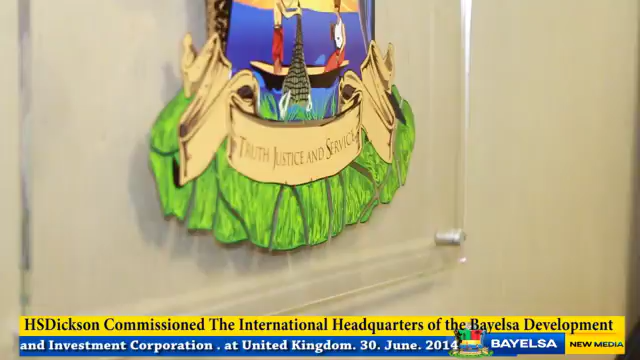 TRUTH JUSTICE AND SERVICE
HSDickson Commissioned The International Headquarters of the Bayelsa Development
and Investment Corporation . at United Kingdom. 30. June. 2014
BAYELSA
NEW MEDIA